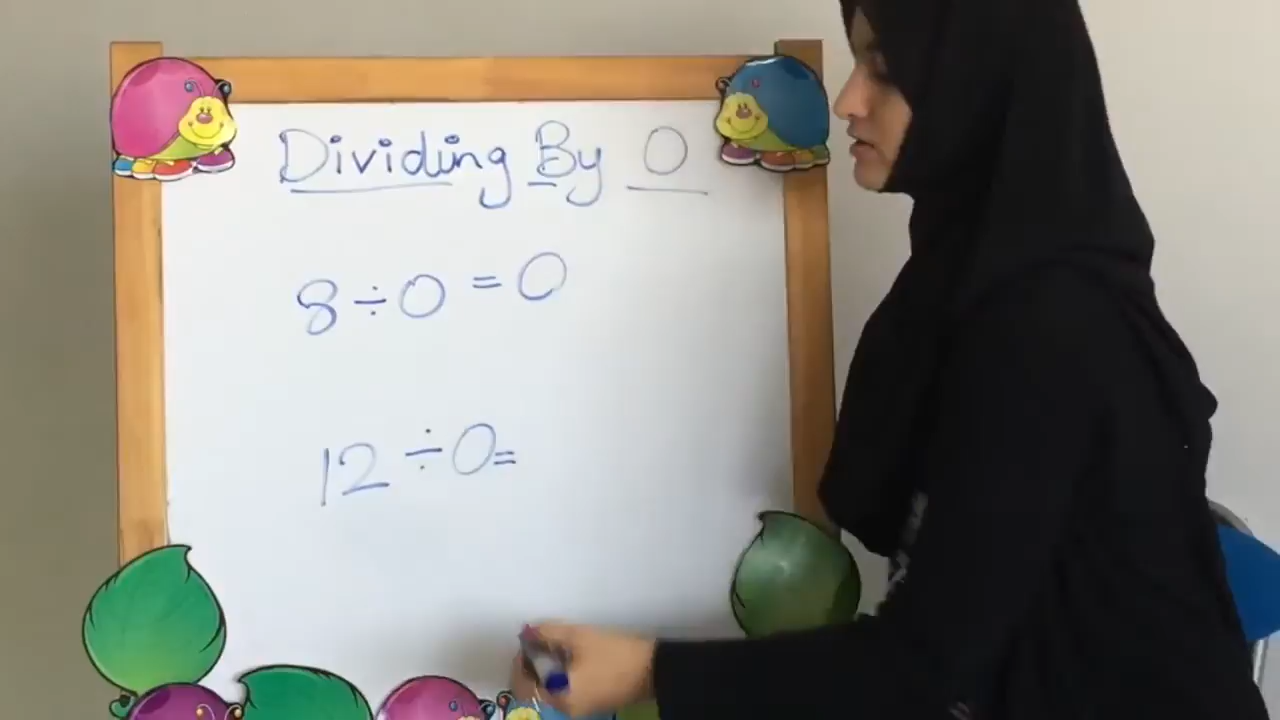 Dividing By 0
8 ÷ 0 = 0
12 ÷ 0 =